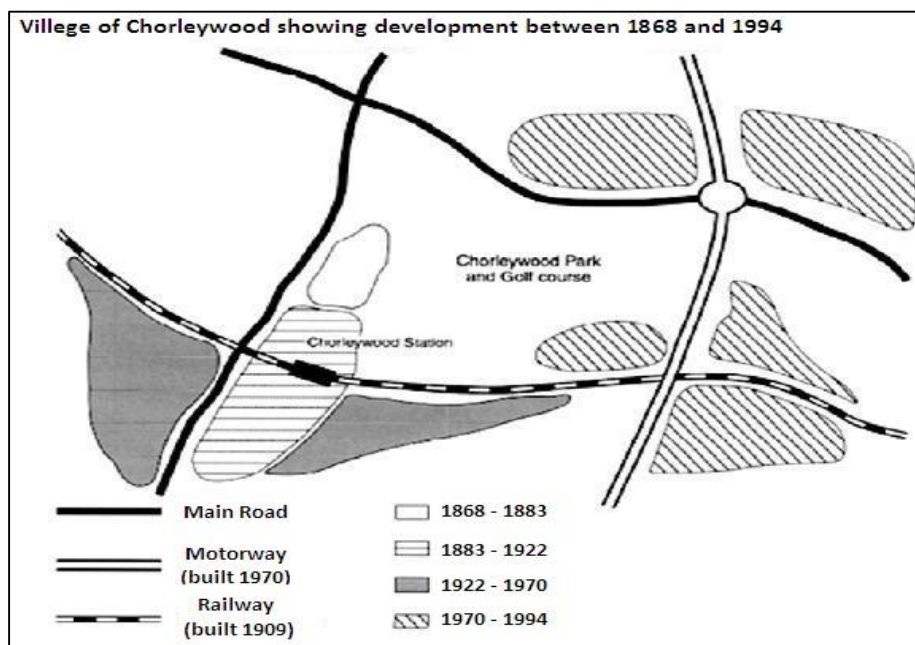 Villege of Chorleywood showing development between 1868 and 1994
Chorleywood Park
and Golf course
Chorleywood Station
Main Road
Motorway
(built 1970)
Railway
(built 1909)
1868 - 1883
1883 - 1922
1922 - 1970
1970 - 1994